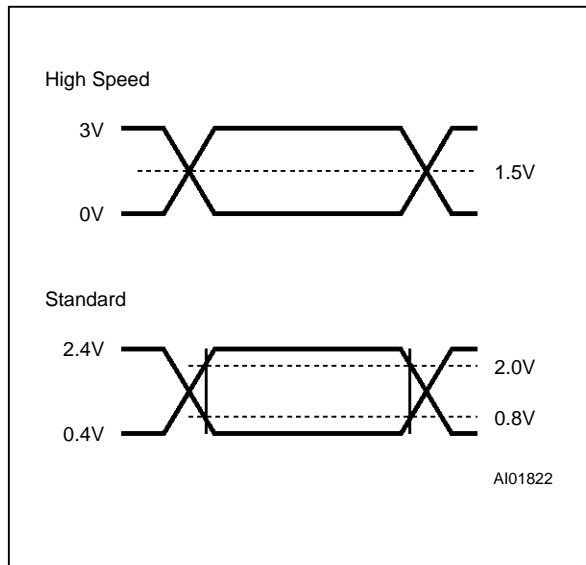 High Speed
3V
1.5V
0V
Standard
2.4V
2.0V
0.8V
0.4V
AI01822